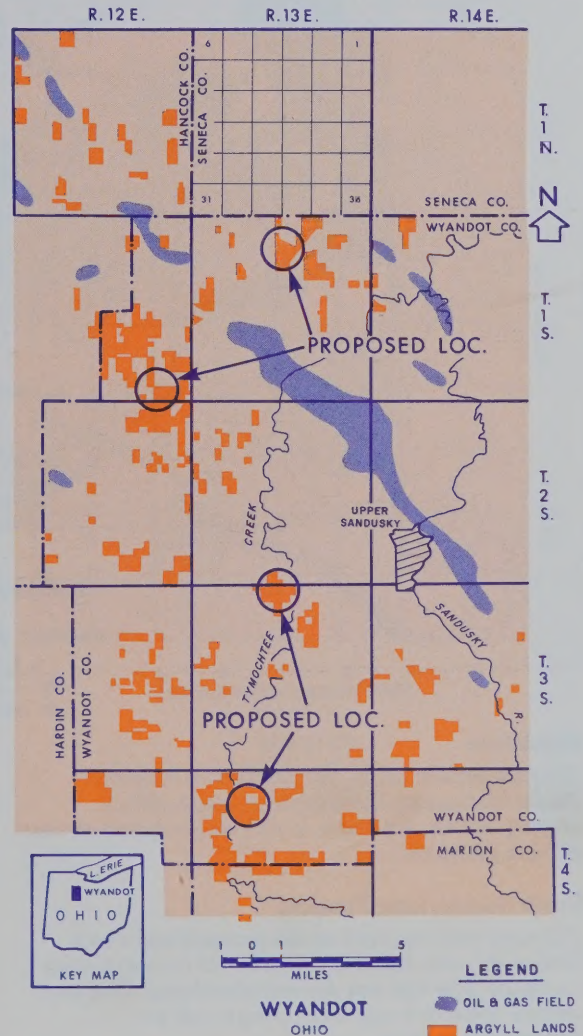 R. 12 E. R. 13 E. R. 14 E.
6 1
HANCOCK CO.
SENECA CO.
T. 1 N.
31 36
SENECA CO.
WYANDOT CO.
N
T. 1 S.
PROPOSED LOC.
T. 2 S.
UPPER
SANDUSKY
CREEK
TYMOCHTEE
SANDUSKY
R.
HARDIN CO.
WYANDOT CO.
T. 3 S.
PROPOSED LOC.
WYANDOT CO.
MARION CO.
T. 4 S.
L. ERIE
WYANDOT
OHIO
KEY MAP
1 0 1 5
MILES
WYANDOT
OHIO
LEGEND
OIL & GAS FIELD
ARGYLL LANDS